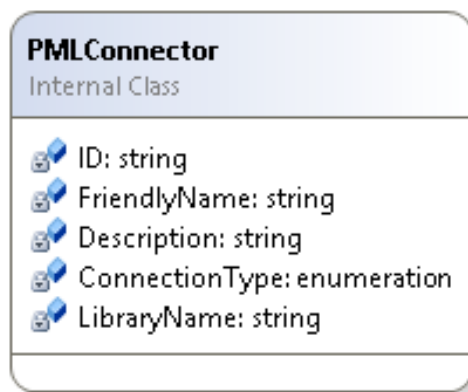 PMLConnector
Internal Class
ID: string
FriendlyName: string
Description: string
ConnectionType: enumeration
LibraryName: string